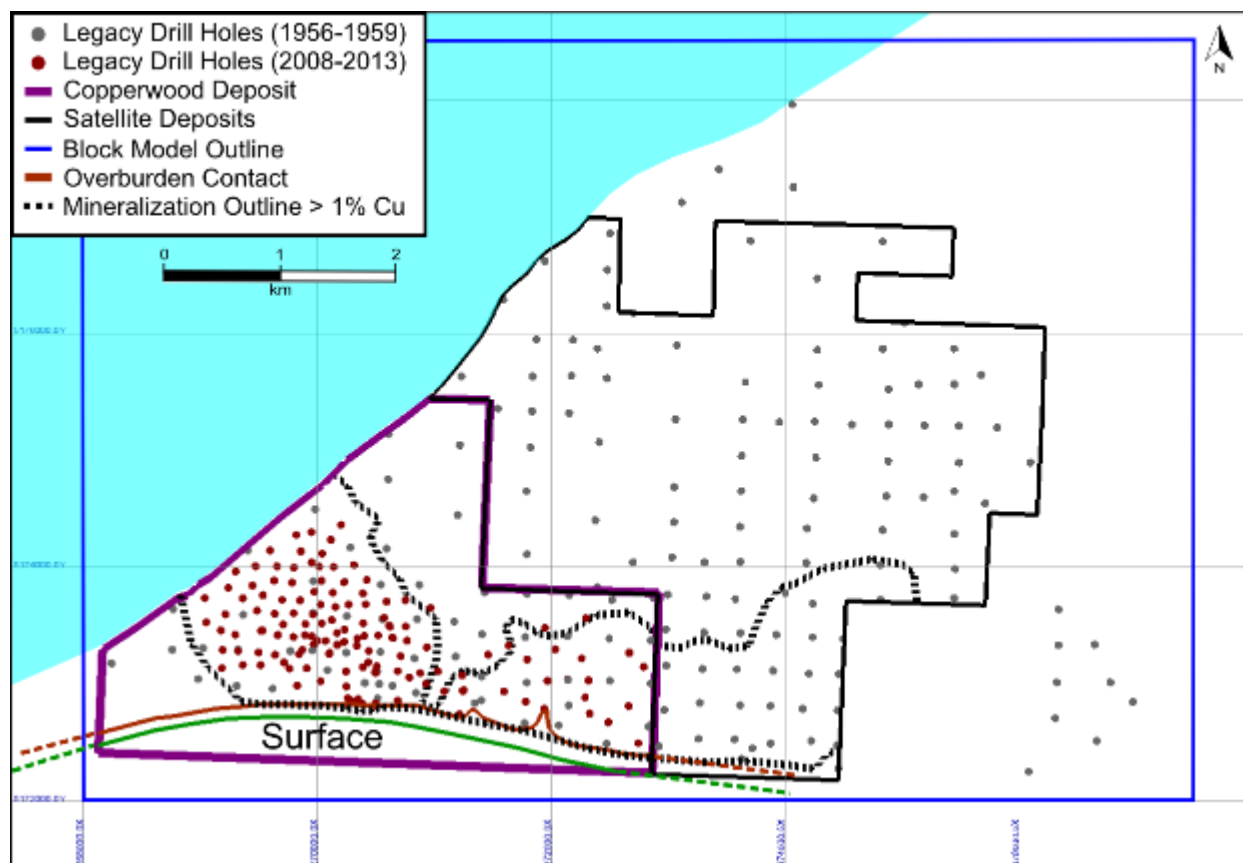 Legacy Drill Holes (1956-1959)
Legacy Drill Holes (2008-2013)
Copperwood Deposit
Satellite Deposits
Block Model Outline
Overburden Contact
Mineralization Outline > 1% Cu
N
0 1 2
km
Surface